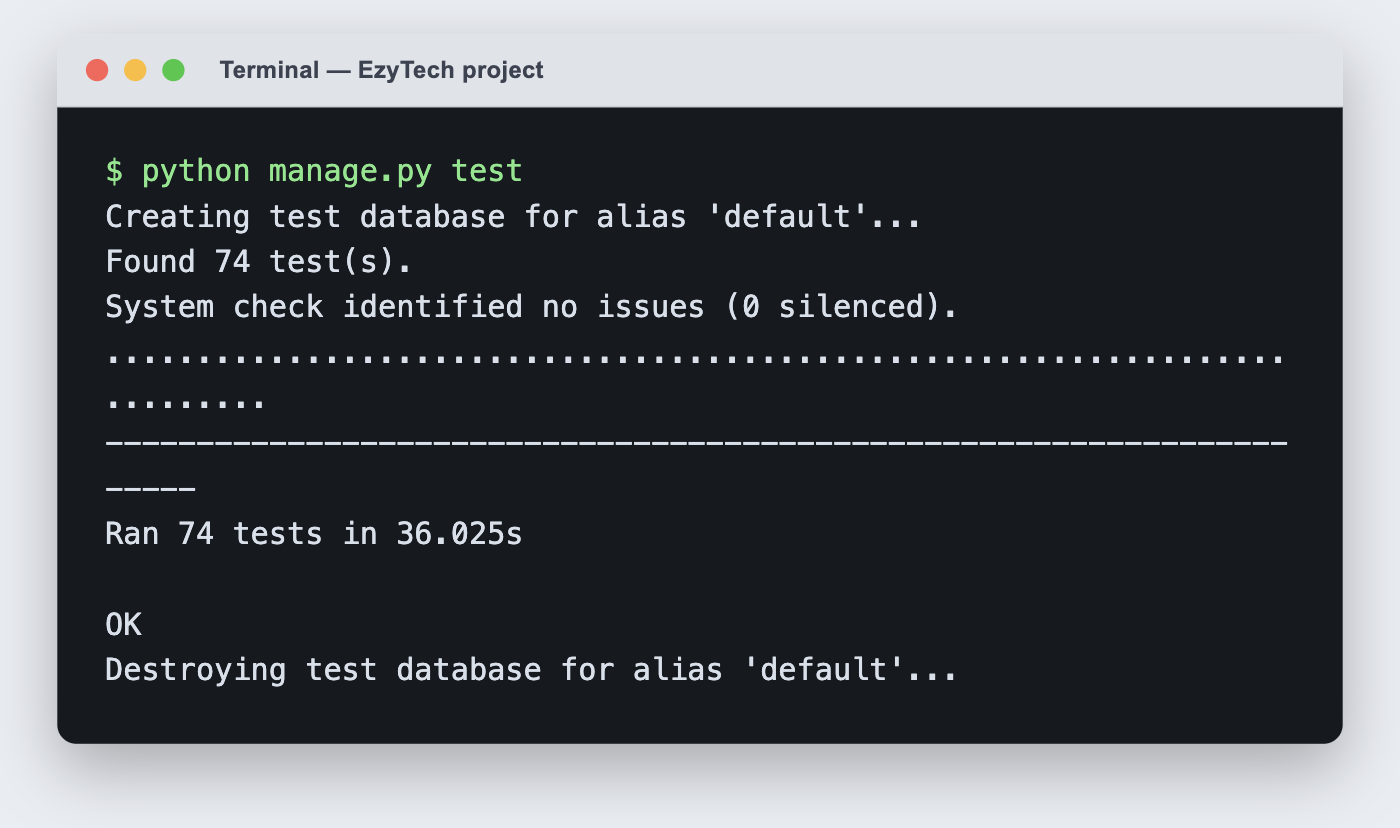 Terminal — EzyTech project
$ python manage.py test
Creating test database for alias 'default'...
Found 74 test(s).
System check identified no issues (0 silenced).
.................................................................
.........
-----------------------------------------------------------------
-----
Ran 74 tests in 36.025s
OK
Destroying test database for alias 'default'...